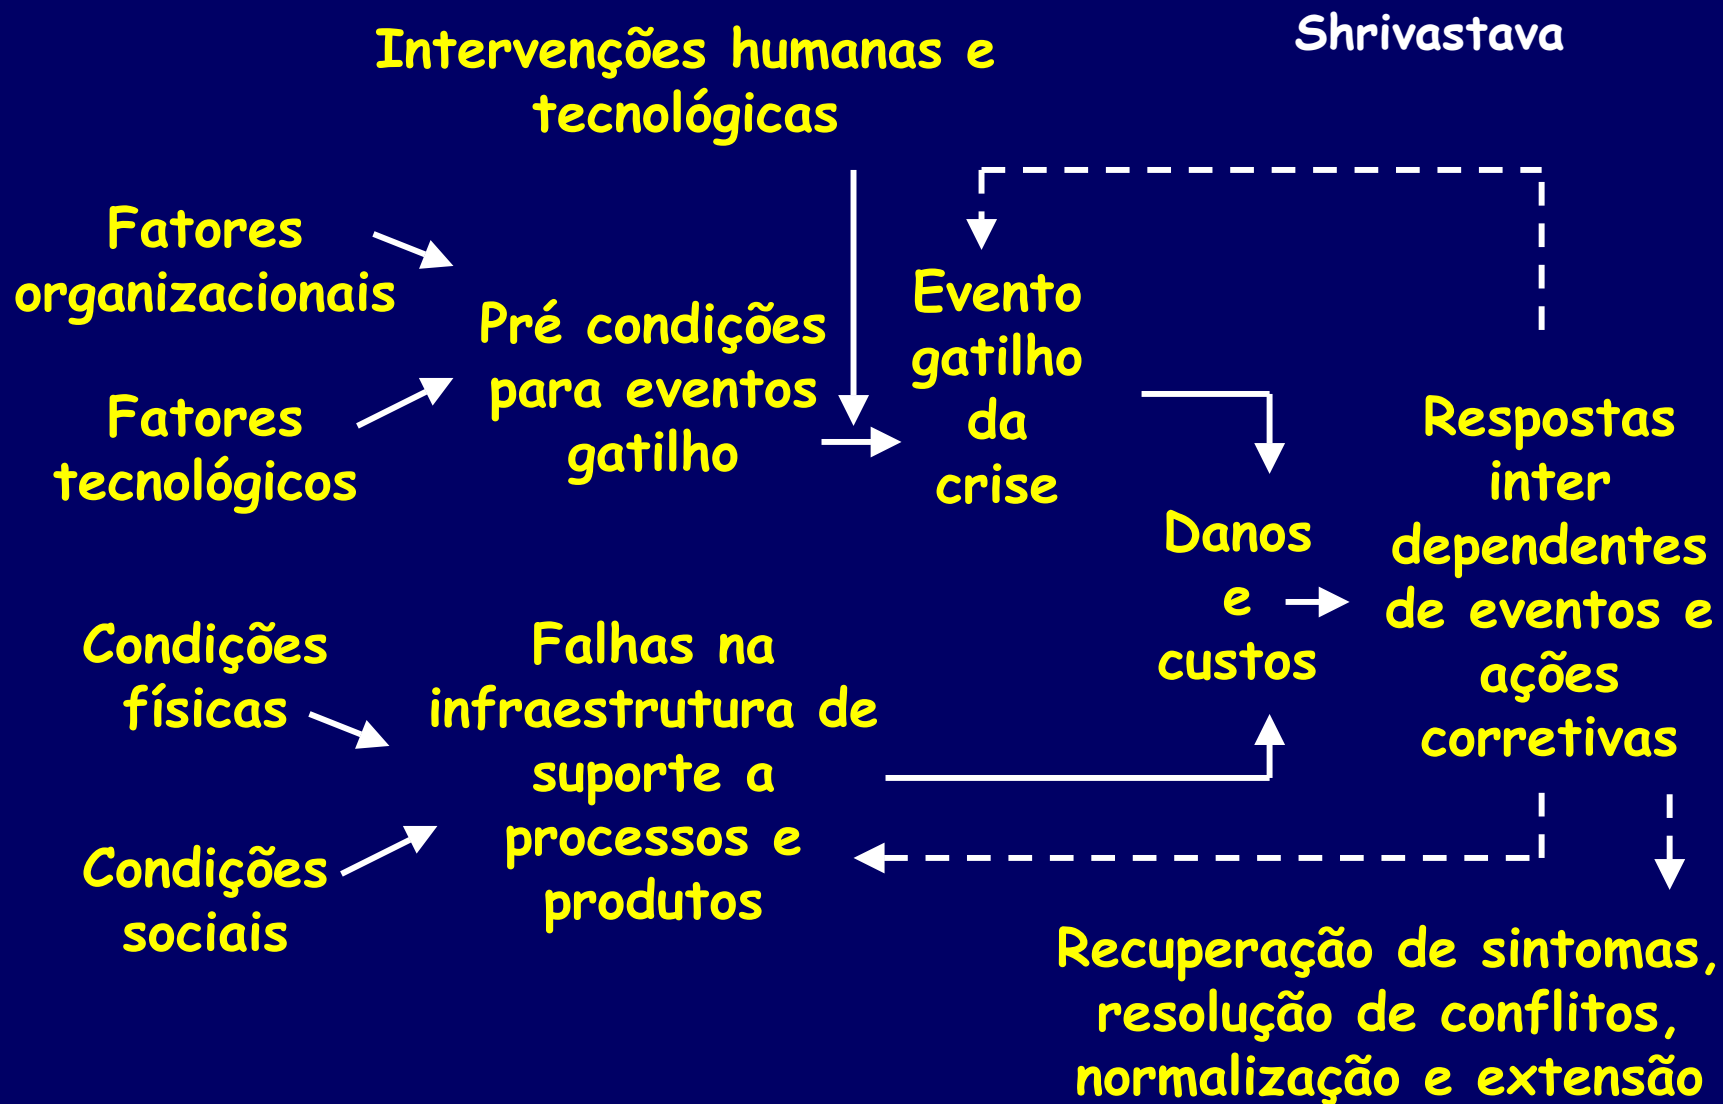 Intervenções humanas e
tecnológicas
Shrivastava
Fatores
organizacionais
Fatores
tecnológicos
Pré condições
para eventos
gatilho
Evento
gatilho
da
crise
Danos
e
custos
Respostas
inter
dependentes
de eventos e
ações
corretivas
Condições
físicas
Condições
sociais
Falhas na
infraestrutura de
suporte a
processos e
produtos
Recuperação de sintomas,
resolução de conflitos,
normalização e extensão